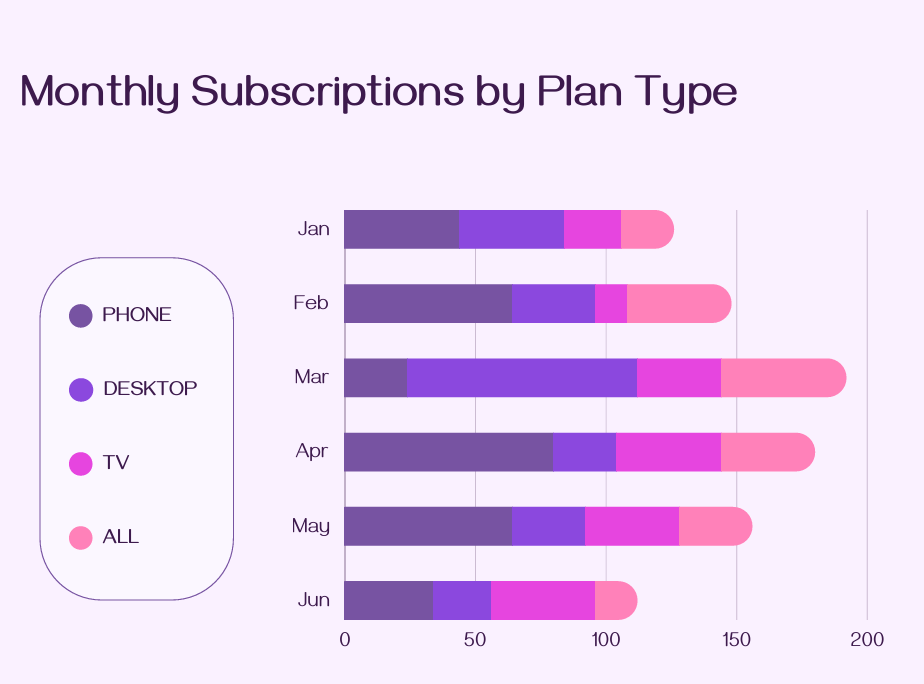 Monthly Subscriptions by Plan Type
PHONE
DESKTOP
TV
ALL
Jan
Feb
Mar
Apr
May
Jun
0 50 100 150 200